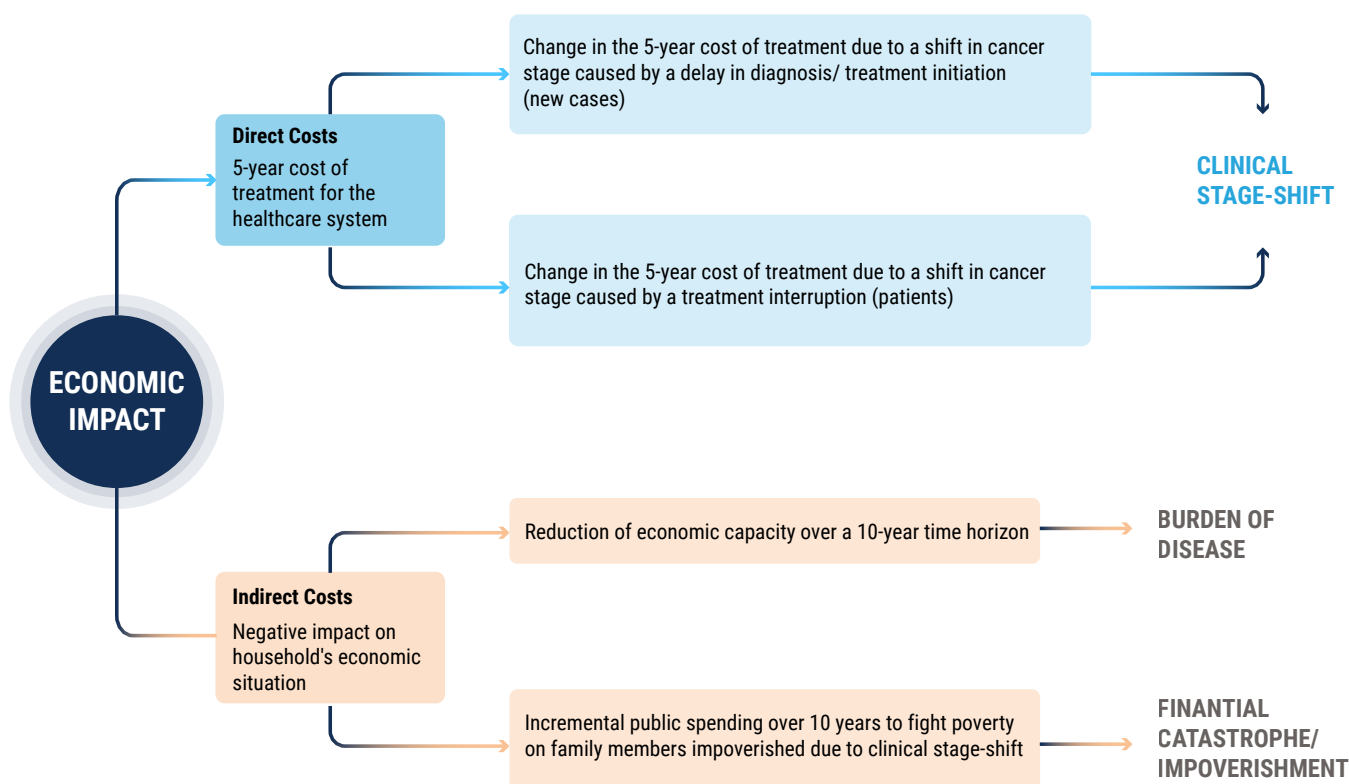 Change in the 5-year cost of treatment due to a shift in cancer
stage caused by a delay in diagnosis/ treatment initiation
(new cases)
Direct Costs
5-year cost of
treatment for the
healthcare system
CLINICAL
STAGE-SHIFT
Change in the 5-year cost of treatment due to a shift in cancer
stage caused by a treatment interruption (patients)
ECONOMIC
IMPACT
Reduction of economic capacity over a 10-year time horizon
BURDEN OF
DISEASE
Indirect Costs
Negative impact on
household's economic
situation
Incremental public spending over 10 years to fight poverty
on family members impoverished due to clinical stage-shift
FINANTIAL
CATASTROPHE/
IMPOVERISHMENT